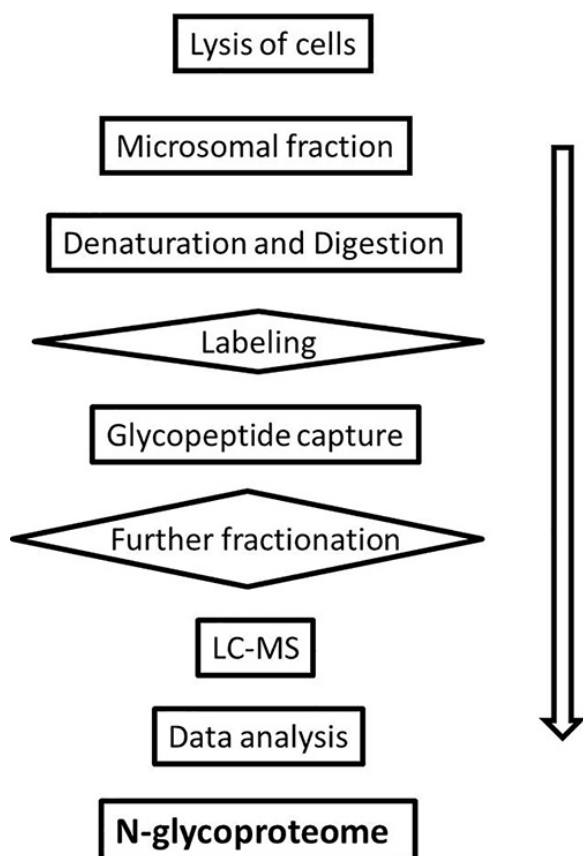 Lysis of cells
Microsomal fraction
Denaturation and Digestion
Labeling
Glycopeptide capture
Further fractionation
LC-MS
Data analysis
N-glycoproteome